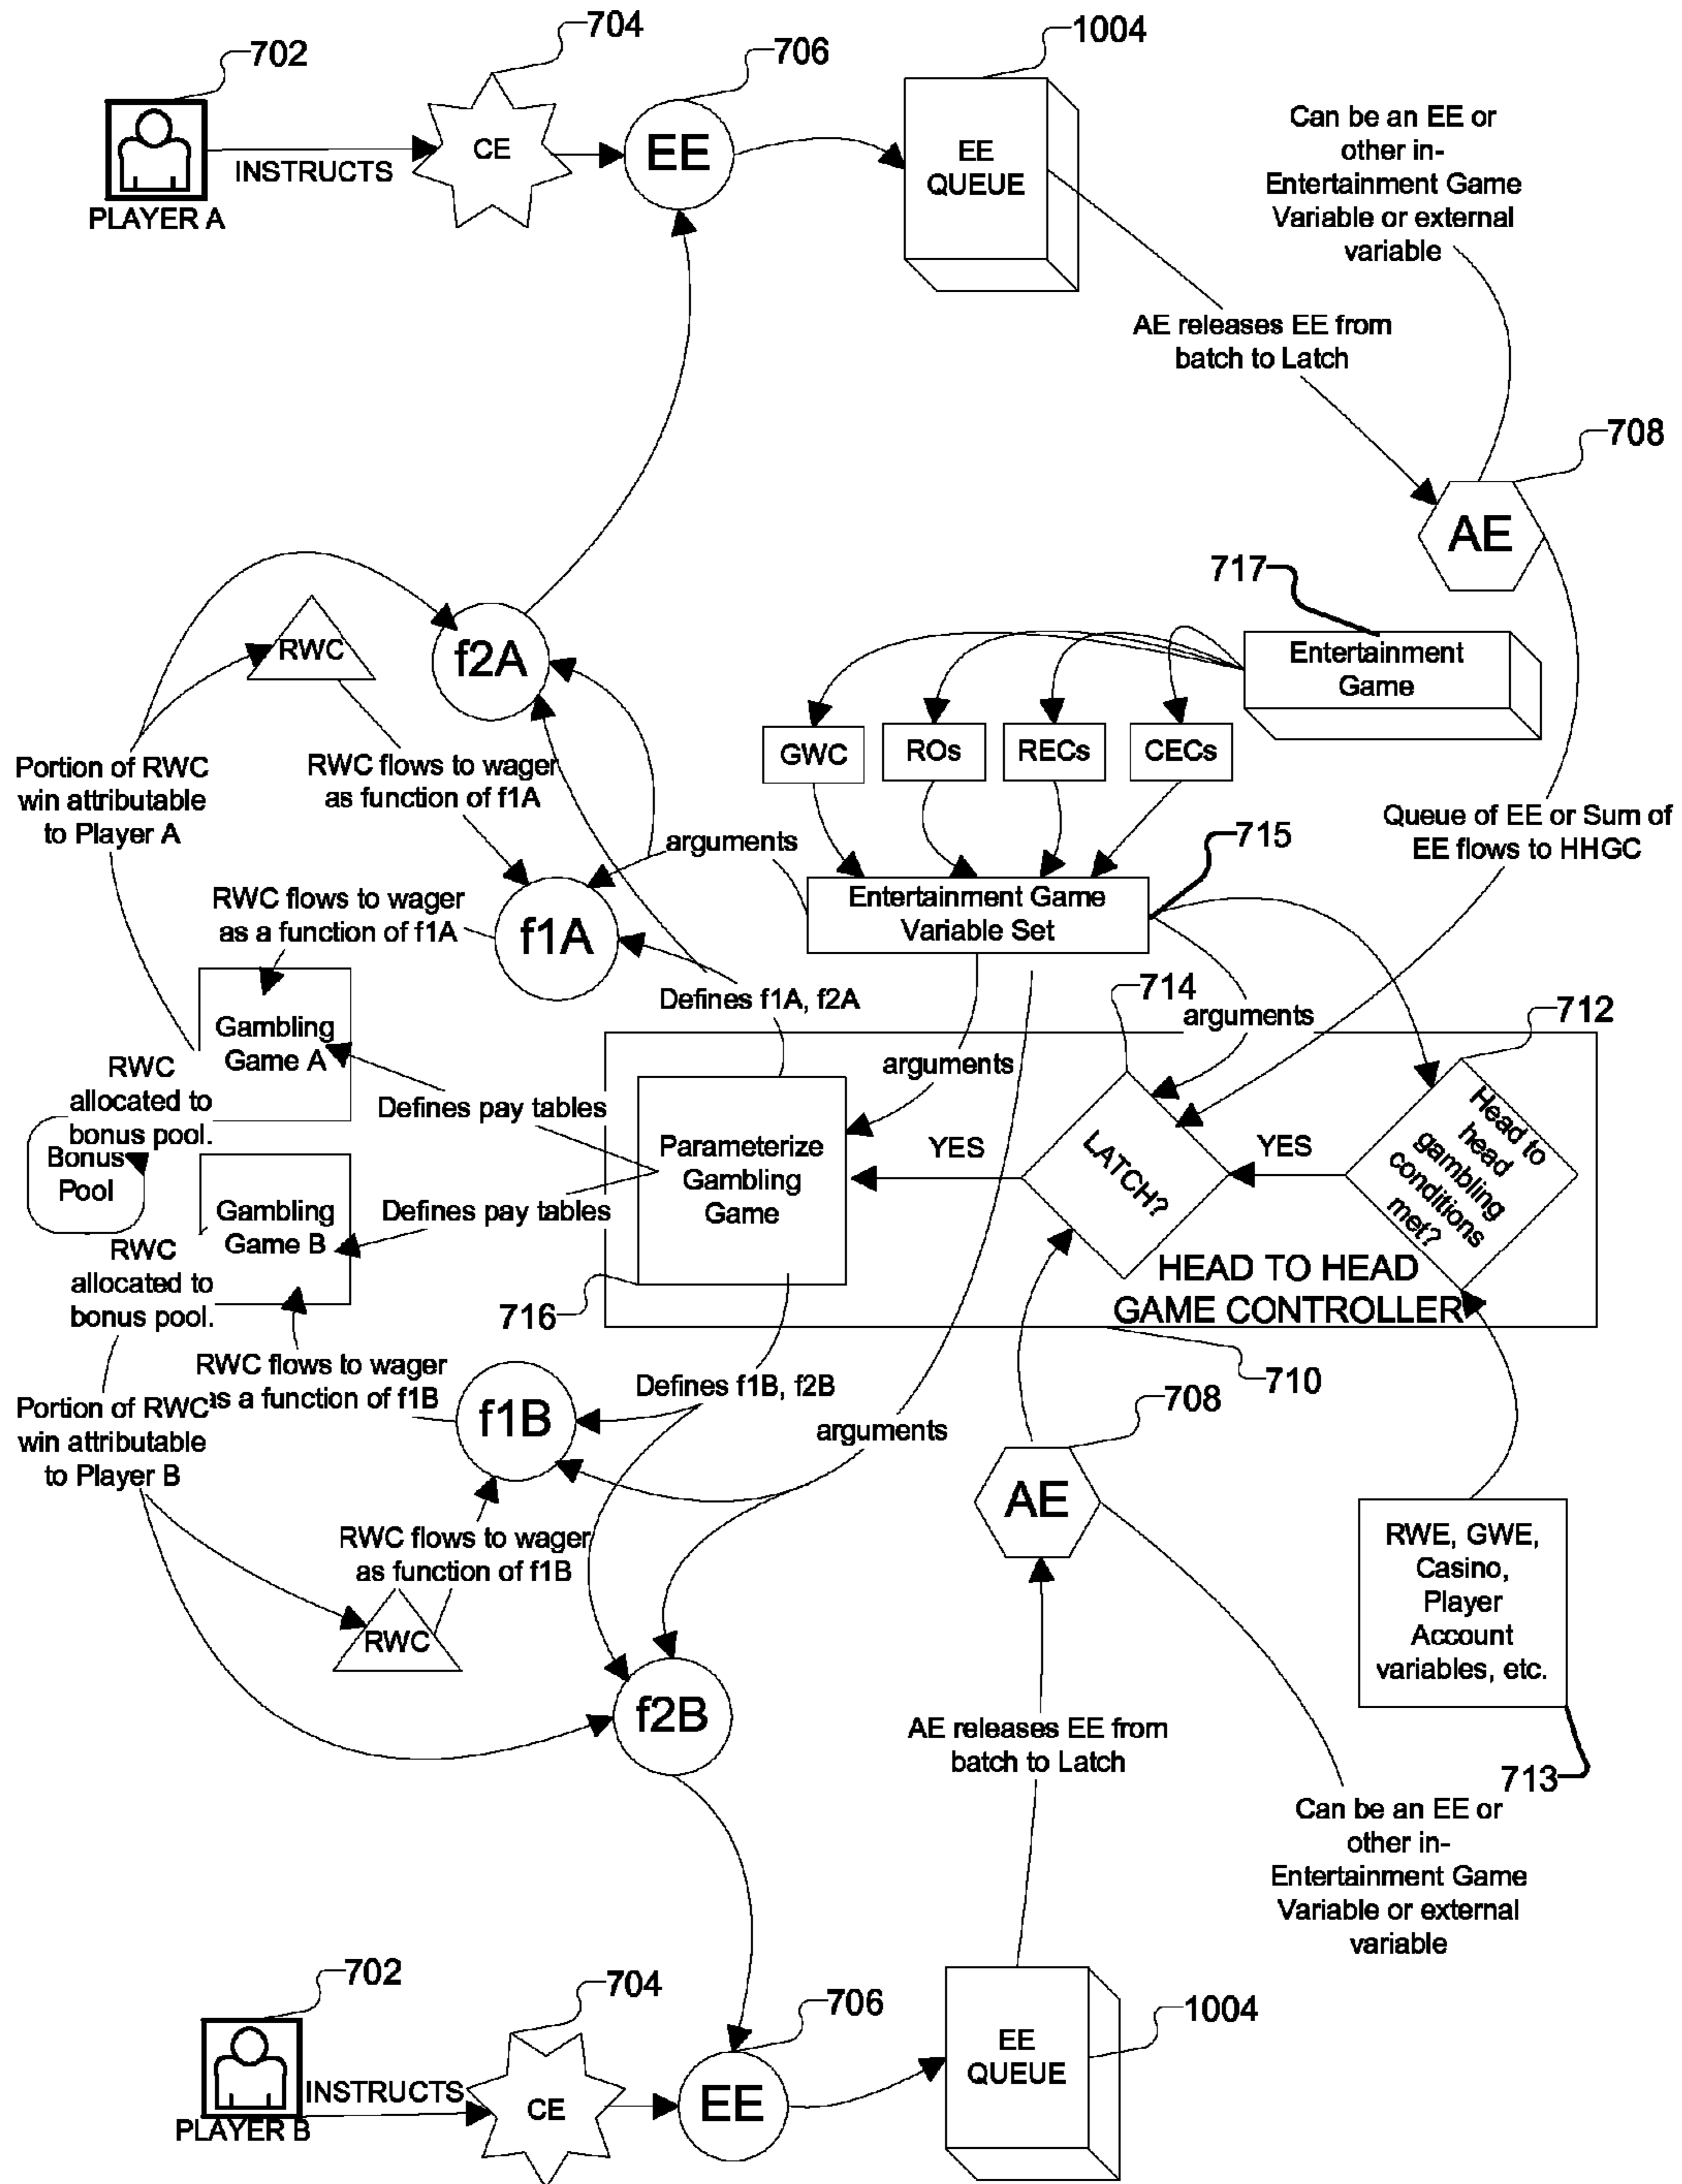 702
704
706
1004
PLAYER A
INSTRUCTS
CE
EE
EE
QUEUE
Can be an EE or
other in-
Entertainment Game
Variable or external
variable
AE releases EE from
batch to Latch
708
AE
717
Entertainment
Game
RWC
f2A
GWC
ROs
RECs
CECs
Portion of RWC
win attributable
to Player A
RWC flows to wager
as function of f1A
arguments
715
Queue of EE or Sum of
EE flows to HHGC
Entertainment Game
Variable Set
RWC flows to wager
as a function of f1A
f1A
Defines f1A, f2A
714
arguments
712
Gambling
Game A
RWC
allocated to
bonus pool.
Bonus
Pool
Defines pay tables
arguments
Parameterize
Gambling
Game
YES
LATCH?
YES
Head to
head
gambling
conditions
met?
Gambling
Game B
Defines pay tables
RWC
allocated to
bonus pool.
HEAD TO HEAD
GAME CONTROLLER
716
710
RWC flows to wager
as a function of f1B
Portion of RWC
win attributable
to Player B
f1B
Defines f1B, f2B
arguments
708
AE
RWC flows to wager
as function of f1B
RWC
RWE, GWE,
Casino,
Player
Account
variables, etc.
713
f2B
AE releases EE from
batch to Latch
Can be an EE or
other in-
Entertainment Game
Variable or external
variable
702
704
706
1004
PLAYER B
INSTRUCTS
CE
EE
EE
QUEUE